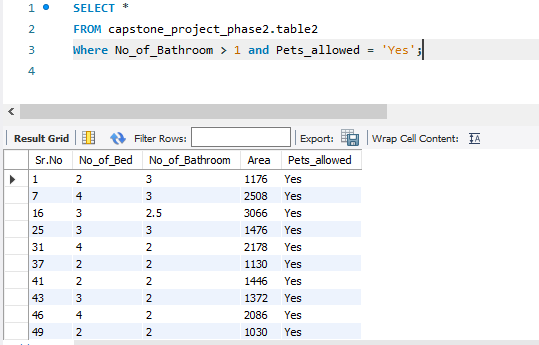 1 SELECT *
2 FROM capstone_project_phase2.table2
3 Where No_of_Bathroom > 1 and Pets_allowed = 'Yes';
4
Result Grid Filter Rows: Export: Wrap Cell Content: IA
Sr.No No_of_Bed No_of_Bathroom Area Pets_allowed
1 2 3 1176 Yes
7 4 3 2508 Yes
16 3 2.5 3066 Yes
25 3 3 1476 Yes
31 4 2 2178 Yes
37 2 2 1130 Yes
41 2 2 1446 Yes
43 3 2 1372 Yes
46 4 2 2086 Yes
49 2 2 1030 Yes